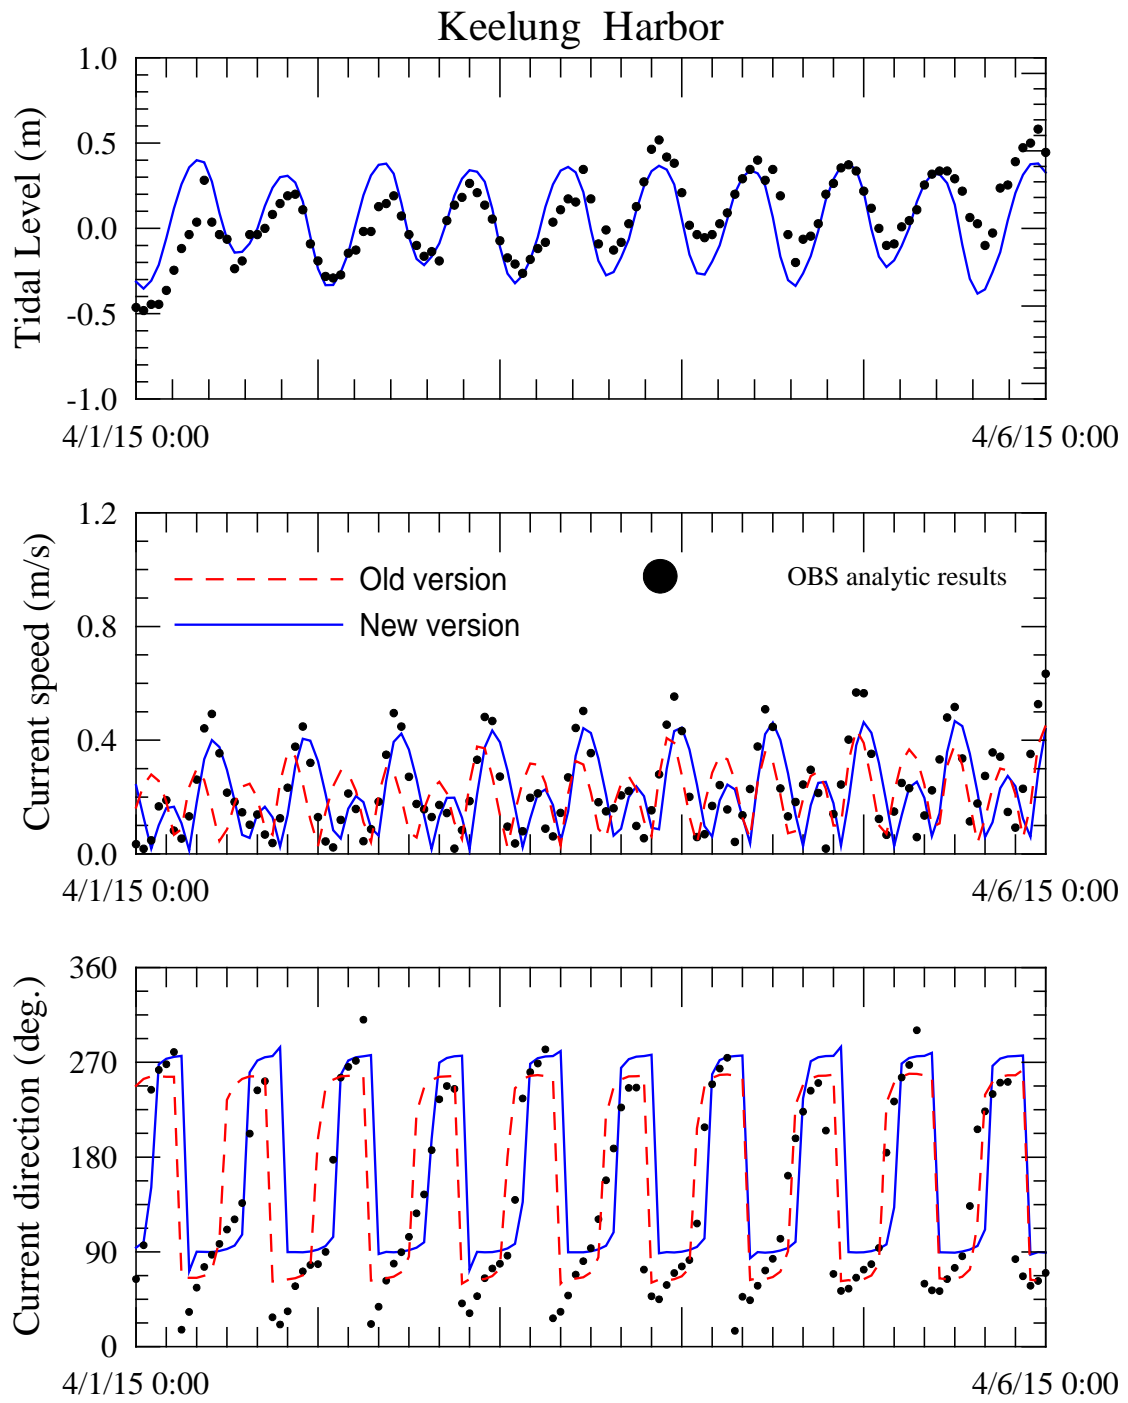 Keelung Harbor
Tidal Level (m)
1.0
0.5
0.0
-0.5
-1.0
4/1/15 0:00 4/6/15 0:00
Current speed (m/s)
1.2
0.8
0.4
0.0
Old version
New version
OBS analytic results
4/1/15 0:00 4/6/15 0:00
Current direction (deg.)
360
270
180
90
0
4/1/15 0:00 4/6/15 0:00